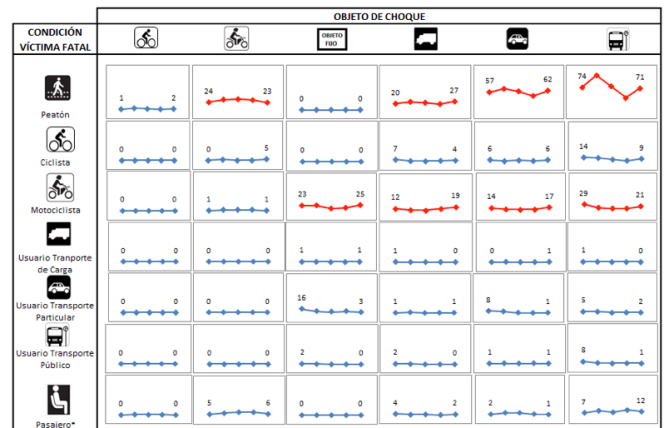 OBJETO DE CHOQUE
CONDICIÓN
VÍCTIMA FATAL
OBJETO
FIJO
Peatón
1 2 24 23 0 0 20 27 57 62 74 71
Ciclista
0 0 0 5 0 0 7 4 6 6 14 9
Motociclista
0 0 1 1 23 25 12 19 14 17 29 21
Usuario Tranporte
de Carga
0 0 0 0 1 1 1 0 0 1 1 0
Usuario Transporte
Particular
0 0 0 0 16 3 1 1 8 1 5 2
Usuario Transporte
Público
0 0 0 0 2 0 2 0 1 1 8 1
Pasajero*
0 0 5 6 0 0 4 2 2 1 7 12